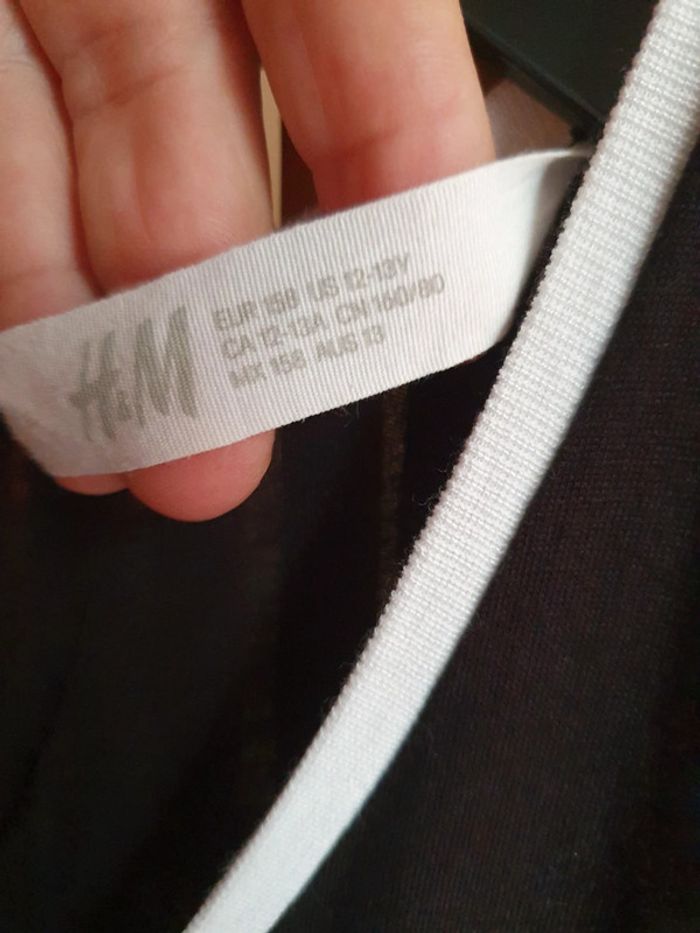 H&M
EUR 158 US 12-13Y
CA 12-13A CN 160/80
MX 158 AUS 13